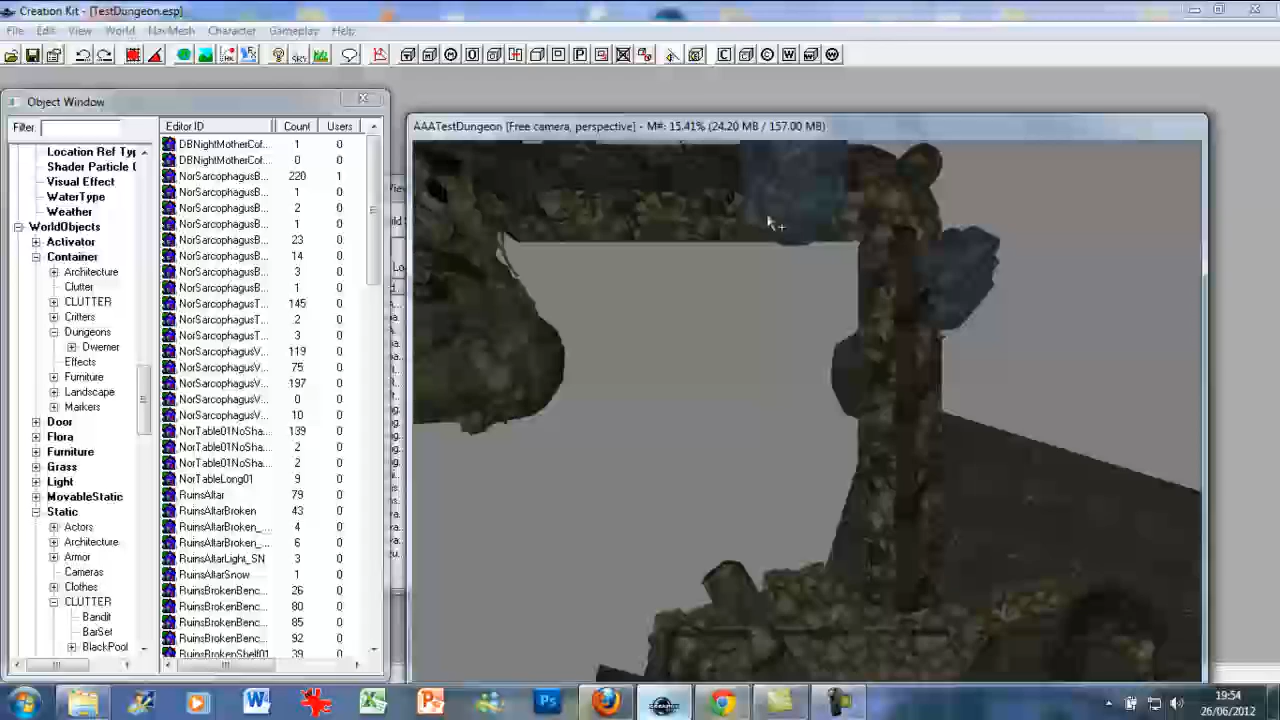 Creation Kit - [TestDungeon.esp]
File Edit View World NavMesh Character Gameplay Help
Object Window
Filter:
Location Ref Typ
Shader Particle G
Visual Effect
WaterType
Weather
WorldObjects
Activator
Container
Architecture
Clutter
CLUTTER
Critters
Dungeons
Dwemer
Effects
Furniture
Landscape
Markers
Door
Flora
Furniture
Grass
Light
MovableStatic
Static
Actors
Architecture
Armor
Cameras
Clothes
CLUTTER
Bandit
BarSet
BlackPool
Editor ID Count Users
DBNightMotherCof... 1 0
DBNightMotherCof... 0 0
NorSarcophagusB... 220 1
NorSarcophagusB... 1 0
NorSarcophagusB... 2 0
NorSarcophagusB... 1 0
NorSarcophagusB... 23 0
NorSarcophagusB... 14 0
NorSarcophagusB... 3 0
NorSarcophagusB... 1 0
NorSarcophagusT... 145 0
NorSarcophagusT... 2 0
NorSarcophagusT... 3 0
NorSarcophagusV... 119 0
NorSarcophagusV... 75 0
NorSarcophagusV... 197 0
NorSarcophagusV... 0 0
NorSarcophagusV... 10 0
NorTable01NoSha... 139 0
NorTable01NoSha... 2 0
NorTable01NoSha... 2 0
NorTableLong01 9 0
RuinsAltar 79 0
RuinsAltarBroken 43 0
RuinsAltarBroken_... 4 0
RuinsAltarBroken_... 6 0
RuinsAltarLight_SN 3 0
RuinsAltarSnow 1 0
RuinsBrokenBenc... 26 0
RuinsBrokenBenc... 80 0
RuinsBrokenBenc... 85 0
RuinsBrokenBenc... 92 0
RuinsBrokenShelf01 39 0
AAATestDungeon [Free camera, perspective] - M#: 15.41% (24.20 MB / 157.00 MB)
19:54
26/06/2012